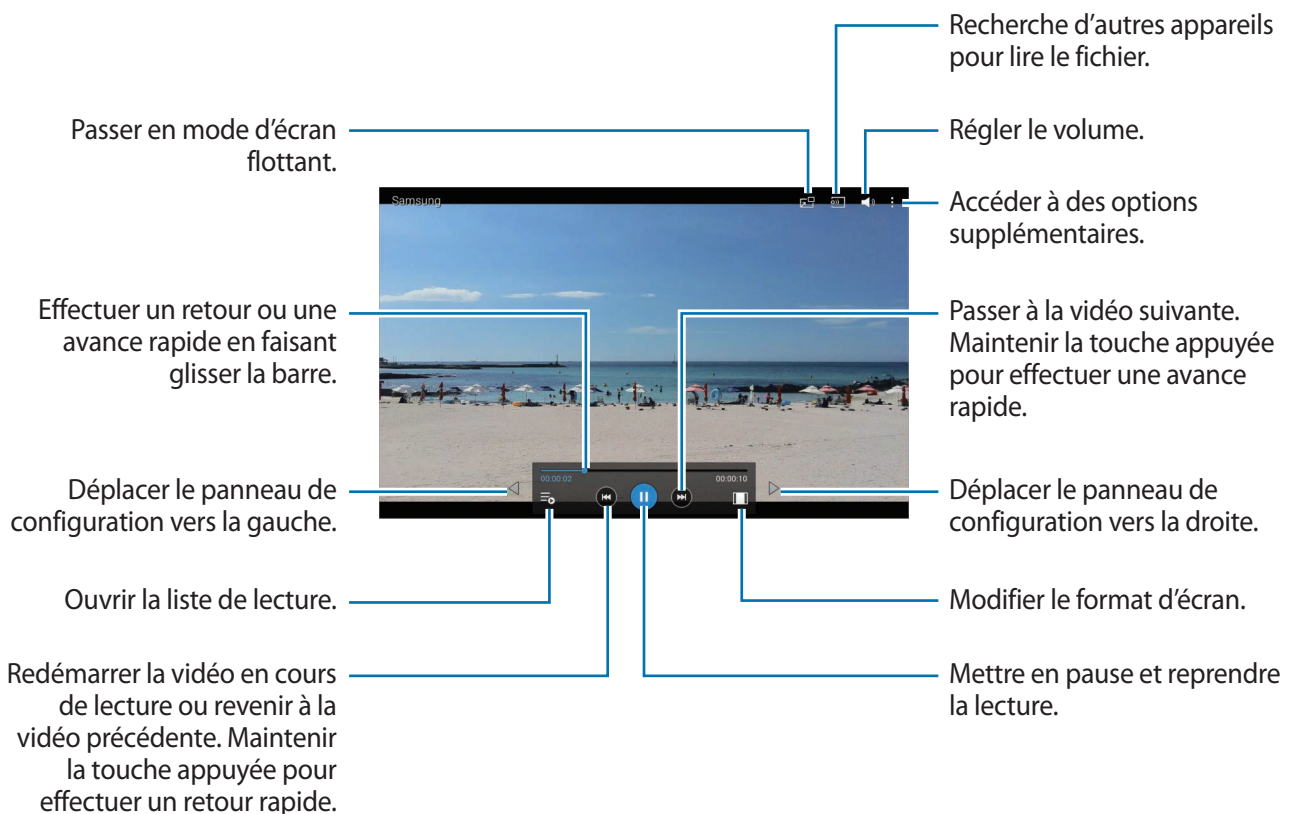 Recherche d'autres appareils
pour lire le fichier.
Passer en mode d'écran
flottant.
Régler le volume.
Samsung
Accéder à des options
supplémentaires.
Effectuer un retour ou une
avance rapide en faisant
glisser la barre.
Passer à la vidéo suivante.
Maintenir la touche appuyée
pour effectuer une avance
rapide.
00:00:02
00:00:10
Déplacer le panneau de
configuration vers la gauche.
Déplacer le panneau de
configuration vers la droite.
Ouvrir la liste de lecture.
Modifier le format d'écran.
Redémarrer la vidéo en cours
de lecture ou revenir à la
vidéo précédente. Maintenir
la touche appuyée pour
effectuer un retour rapide.
Mettre en pause et reprendre
la lecture.